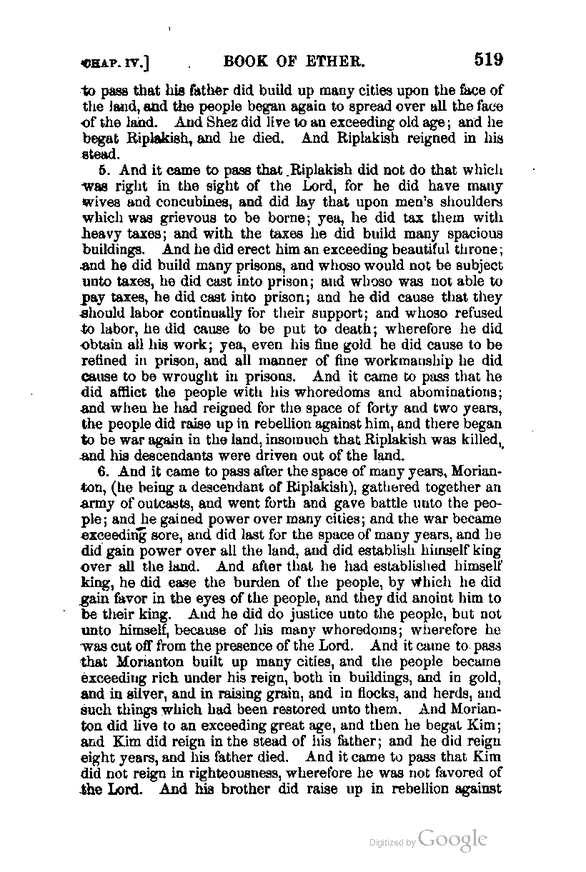 CHAP. IV.] BOOK OF ETHER. 519
to pass that his father did build up many cities upon the face of
the land, and the people began again to spread over all the face
of the land. And Shez did live to an exceeding old age; and he
begat Riplakish, and he died. And Riplakish reigned in his
stead.
5. And it came to pass that Riplakish did not do that which
was right in the sight of the Lord, for he did have many
wives and concubines, and did lay that upon men's shoulders
which was grievous to be borne; yea, he did tax them with
heavy taxes; and with the taxes he did build many spacious
buildings. And he did erect him an exceeding beautiful throne;
and he did build many prisons, and whoso would not be subject
unto taxes, he did cast into prison; and whoso was not able to
pay taxes, he did cast into prison; and he did cause that they
should labor continually for their support; and whoso refused
to labor, he did cause to be put to death; wherefore he did
obtain all his work; yea, even his fine gold he did cause to be
refined in prison, and all manner of fine workmanship he did
cause to be wrought in prisons. And it came to pass that he
did afflict the people with his whoredoms and abominations;
and when he had reigned for the space of forty and two years,
the people did raise up in rebellion against him, and there began
to be war again in the land, insomuch that Riplakish was killed,
and his descendants were driven out of the land.
6. And it came to pass after the space of many years, Morian-
ton, (he being a descendant of Riplakish), gathered together an
army of outcasts, and went forth and gave battle unto the peo-
ple; and he gained power over many cities; and the war became
exceeding sore, and did last for the space of many years, and he
did gain power over all the land, and did establish himself king
over all the land. And after that he had established himself
king, he did ease the burden of the people, by which he did
gain favor in the eyes of the people, and they did anoint him to
be their king. And he did do justice unto the people, but not
unto himself, because of his many whoredoms; wherefore he
was cut off from the presence of the Lord. And it came to pass
that Morianton built up many cities, and the people became
exceeding rich under his reign, both in buildings, and in gold,
and in silver, and in raising grain, and in flocks, and herds, and
such things which had been restored unto them. And Morian-
ton did live to an exceeding great age, and then he begat Kim;
and Kim did reign in the stead of his father; and he did reign
eight years, and his father died. And it came to pass that Kim
did not reign in righteousness, wherefore he was not favored of
the Lord. And his brother did raise up in rebellion against
Digitized by Google